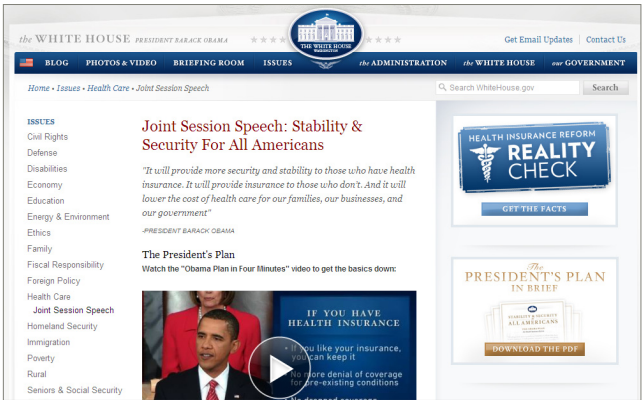 the WHITE HOUSE PRESIDENT BARACK OBAMA
THE WHITE HOUSE
WASHINGTON
Get Email Updates Contact Us
BLOG PHOTOS & VIDEO BRIEFING ROOM ISSUES the ADMINISTRATION the WHITE HOUSE our GOVERNMENT
Home • Issues • Health Care • Joint Session Speech
Search WhiteHouse.gov Search
ISSUES
Civil Rights
Defense
Disabilities
Economy
Education
Energy & Environment
Ethics
Family
Fiscal Responsibility
Foreign Policy
Health Care
Joint Session Speech
Homeland Security
Immigration
Poverty
Rural
Seniors & Social Security
Joint Session Speech: Stability &
Security For All Americans
"It will provide more security and stability to those who have health
insurance. It will provide insurance to those who don't. And it will
lower the cost of health care for our families, our businesses, and
our government"
-PRESIDENT BARACK OBAMA
The President's Plan
Watch the "Obama Plan in Four Minutes" video to get the basics down:
IF YOU HAVE
HEALTH INSURANCE
• If you like your insurance,
you can keep it
• No more denial of coverage
for pre-existing conditions
HEALTH INSURANCE REFORM
REALITY
CHECK
GET THE FACTS
The
PRESIDENT'S PLAN
IN BRIEF
STABILITY & SECURITY
ALL AMERICANS
DOWNLOAD THE PDF